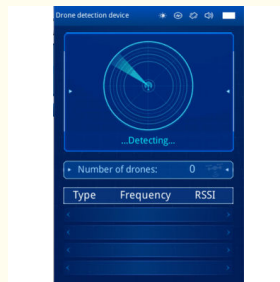 Drone detection device
...Detecting...
Number of drones: 0
Type Frequency RSSI